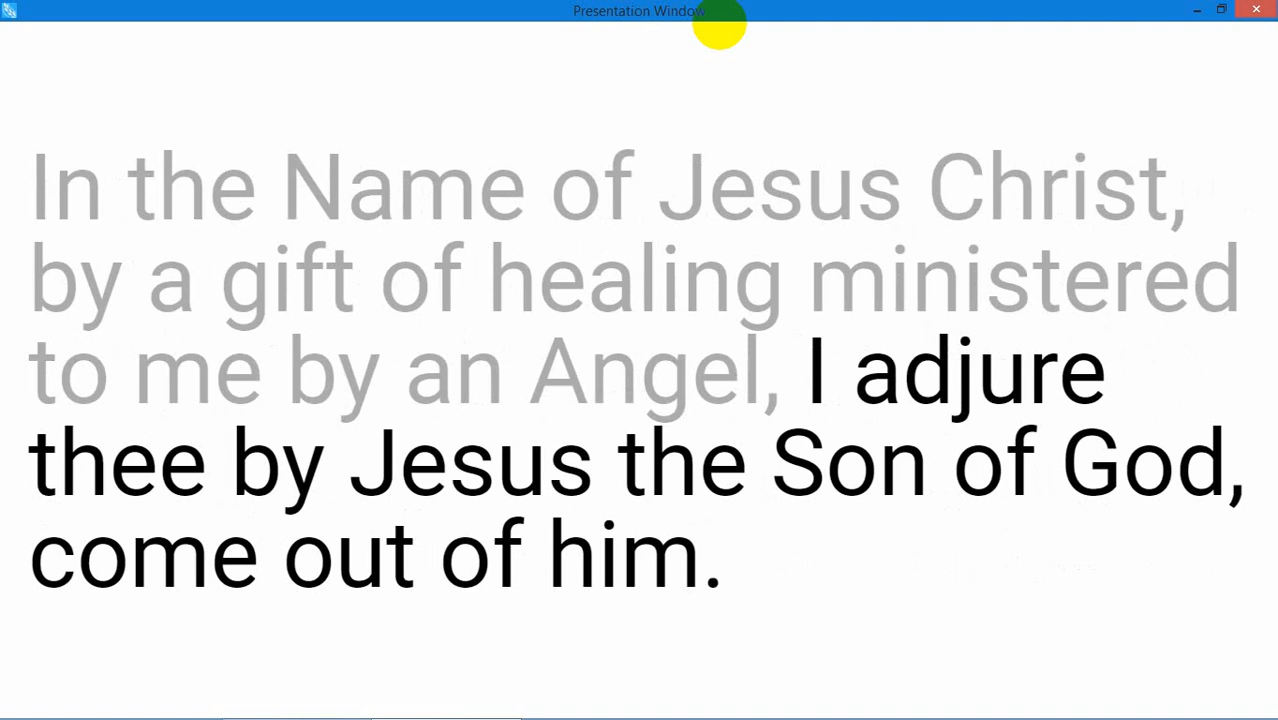 Presentation Window
In the Name of Jesus Christ,
by a gift of healing ministered
to me by an Angel, I adjure
thee by Jesus the Son of God,
come out of him.